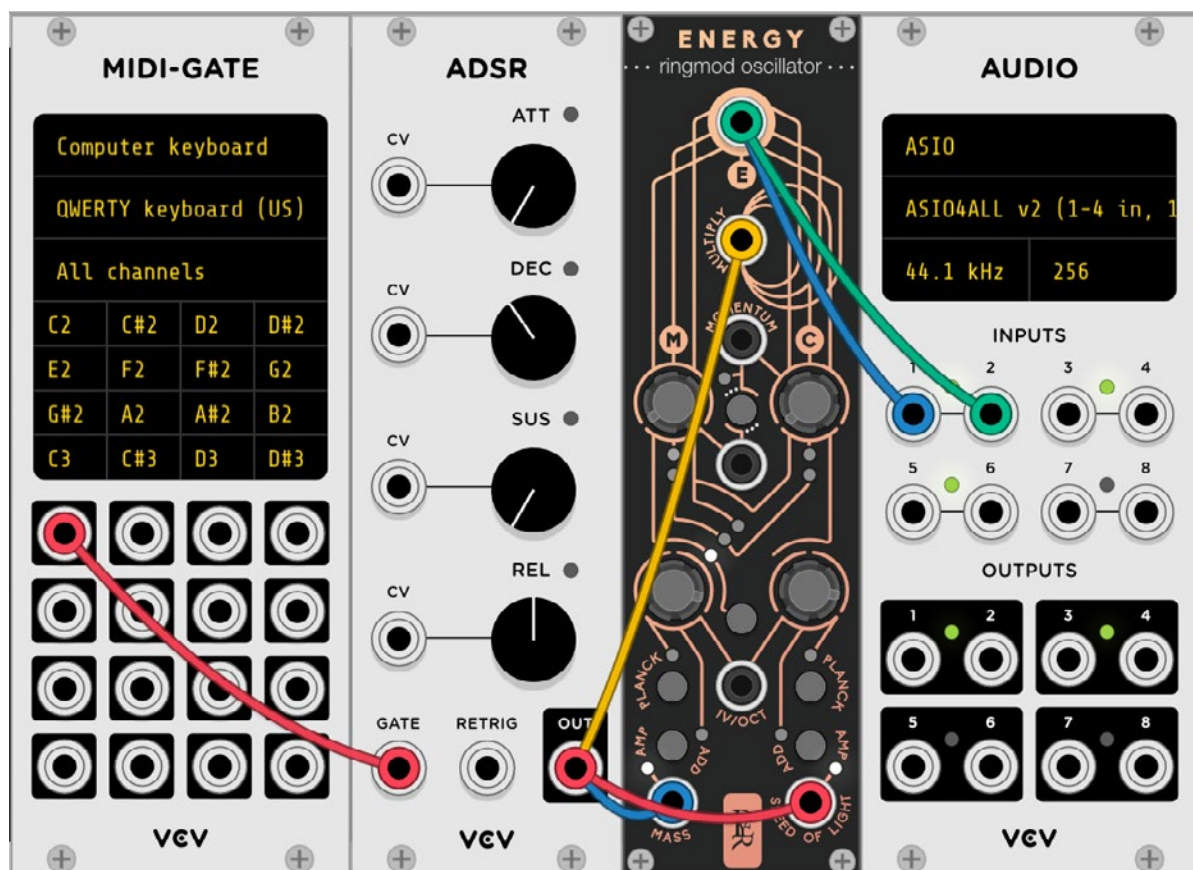 MIDI-GATE
Computer keyboard
QWERTY keyboard (US)
All channels
C2 C#2 D2 D#2
E2 F2 F#2 G2
G#2 A2 A#2 B2
C3 C#3 D3 D#3
VCV
ADSR
ATT
CV
DEC
CV
SUS
CV
REL
CV
GATE RETRIG OUT
VCV
ENERGY
ringmod oscillator
E
MULTIPLY
MOMENTUM
M C
PLANCK PLANCK
1V/OCT
AMP ADD ADD AMP
MASS SPEED OF LIGHT
AUDIO
ASIO
ASIO4ALL v2 (1-4 in, 1
44.1 kHz 256
INPUTS
1 2 3 4
5 6 7 8
OUTPUTS
1 2 3 4
5 6 7 8
VCV